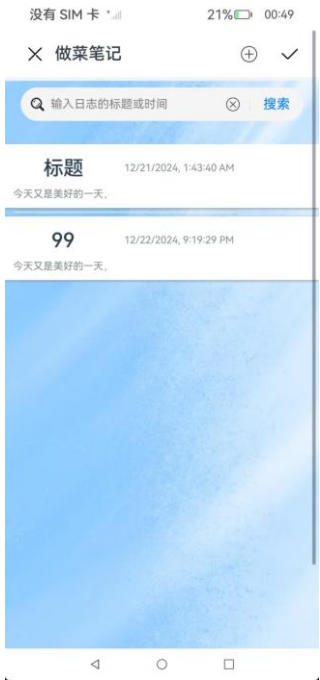 没有 SIM 卡
21%
00:49
做菜笔记
输入日志的标题或时间
搜索
标题
12/21/2024, 1:43:40 AM
今天又是美好的一天,
99
12/22/2024, 9:19:29 PM
今天又是美好的一天,